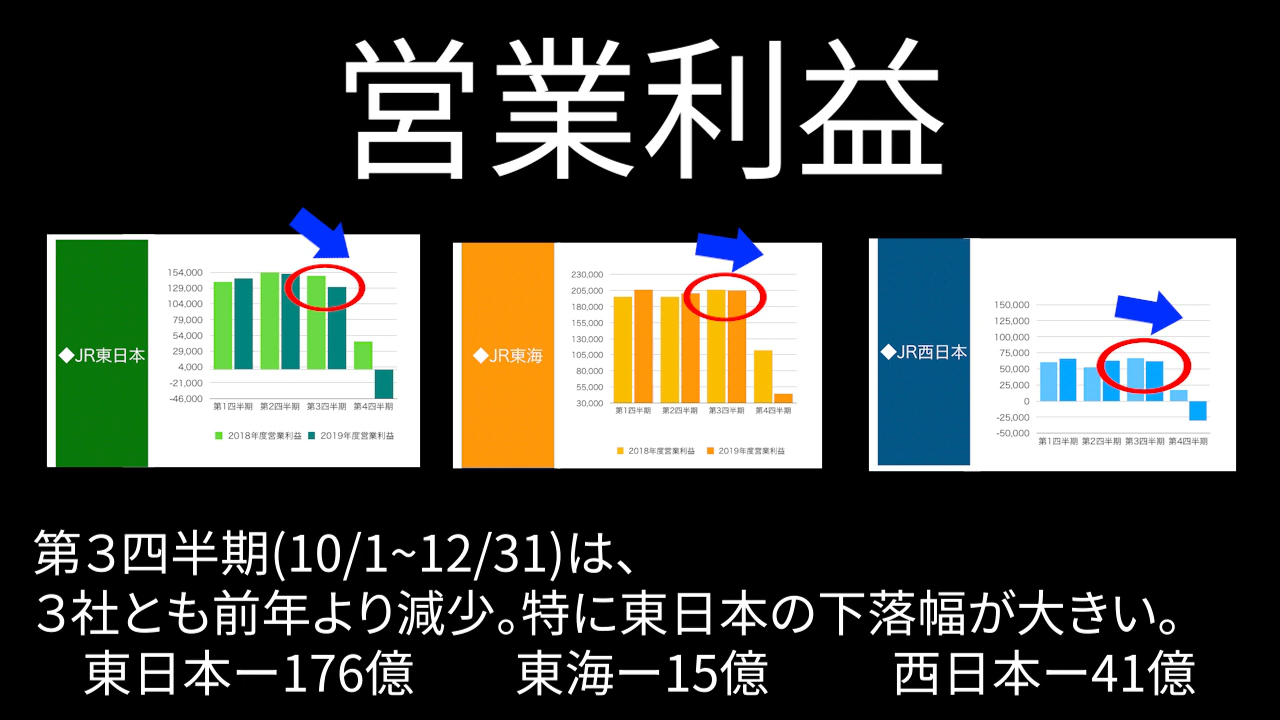 営業利益
◆JR東日本
154,000
129,000
104,000
79,000
54,000
29,000
4,000
-21,000
-46,000
第1四半期 第2四半期 第3四半期 第4四半期
2018年度営業利益 2019年度営業利益
◆JR東海
230,000
205,000
180,000
155,000
130,000
105,000
80,000
55,000
30,000
第1四半期 第2四半期 第3四半期 第4四半期
2018年度営業利益 2019年度営業利益
◆JR西日本
150,000
125,000
100,000
75,000
50,000
25,000
0
-25,000
-50,000
第1四半期 第2四半期 第3四半期 第4四半期
第３四半期(10/1~12/31)は、
３社とも前年より減少。特に東日本の下落幅が大きい。
東日本ー176億 東海ー15億 西日本ー41億